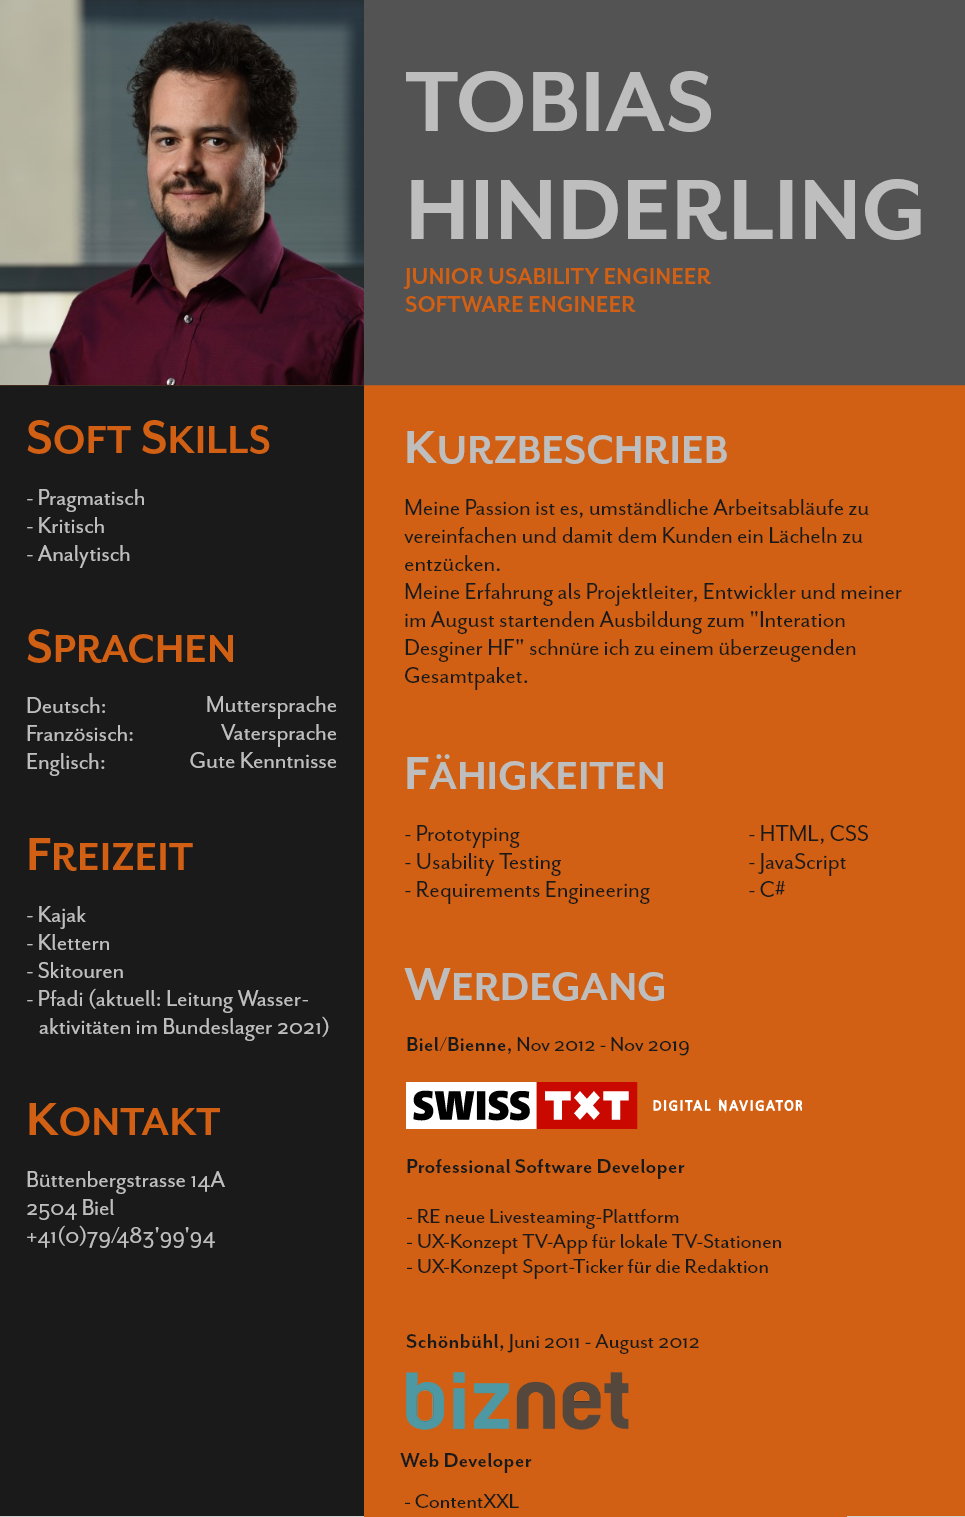 TOBIAS
HINDERLING
JUNIOR USABILITY ENGINEER
SOFTWARE ENGINEER
SOFT SKILLS
- Pragmatisch
- Kritisch
- Analytisch
SPRACHEN
Deutsch: Muttersprache
Französisch: Vatersprache
Englisch: Gute Kenntnisse
FREIZEIT
- Kajak
- Klettern
- Skitouren
- Pfadi (aktuell: Leitung Wasser-
aktivitäten im Bundeslager 2021)
KONTAKT
Büttenbergstrasse 14A
2504 Biel
+41(0)79/483'99'94
KURZBESCHRIEB
Meine Passion ist es, umständliche Arbeitsabläufe zu
vereinfachen und damit dem Kunden ein Lächeln zu
entzücken.
Meine Erfahrung als Projektleiter, Entwickler und meiner
im August startenden Ausbildung zum "Interation
Desginer HF" schnüre ich zu einem überzeugenden
Gesamtpaket.
FÄHIGKEITEN
- Prototyping - HTML, CSS
- Usability Testing - JavaScript
- Requirements Engineering - C#
WERDEGANG
Biel/Bienne, Nov 2012 - Nov 2019
SWISS TXT DIGITAL NAVIGATOR
Professional Software Developer
- RE neue Livesteaming-Plattform
- UX-Konzept TV-App für lokale TV-Stationen
- UX-Konzept Sport-Ticker für die Redaktion
Schönbühl, Juni 2011 - August 2012
biznet
Web Developer
- ContentXXL